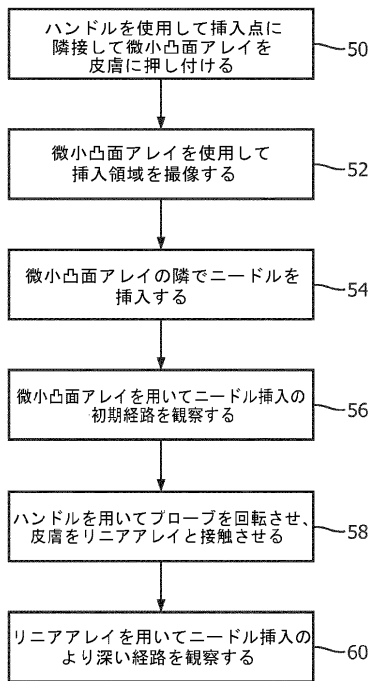 ハンドルを使用して挿入点に
隣接して微小凸面アレイを
皮膚に押し付ける
50
微小凸面アレイを使用して
挿入領域を撮像する
52
微小凸面アレイの隣でニードルを
挿入する
54
微小凸面アレイを用いてニードル挿入の
初期経路を観察する
56
ハンドルを用いてプローブを回転させ、
皮膚をリニアアレイと接触させる
58
リニアアレイを用いてニードル挿入の
より深い経路を観察する
60